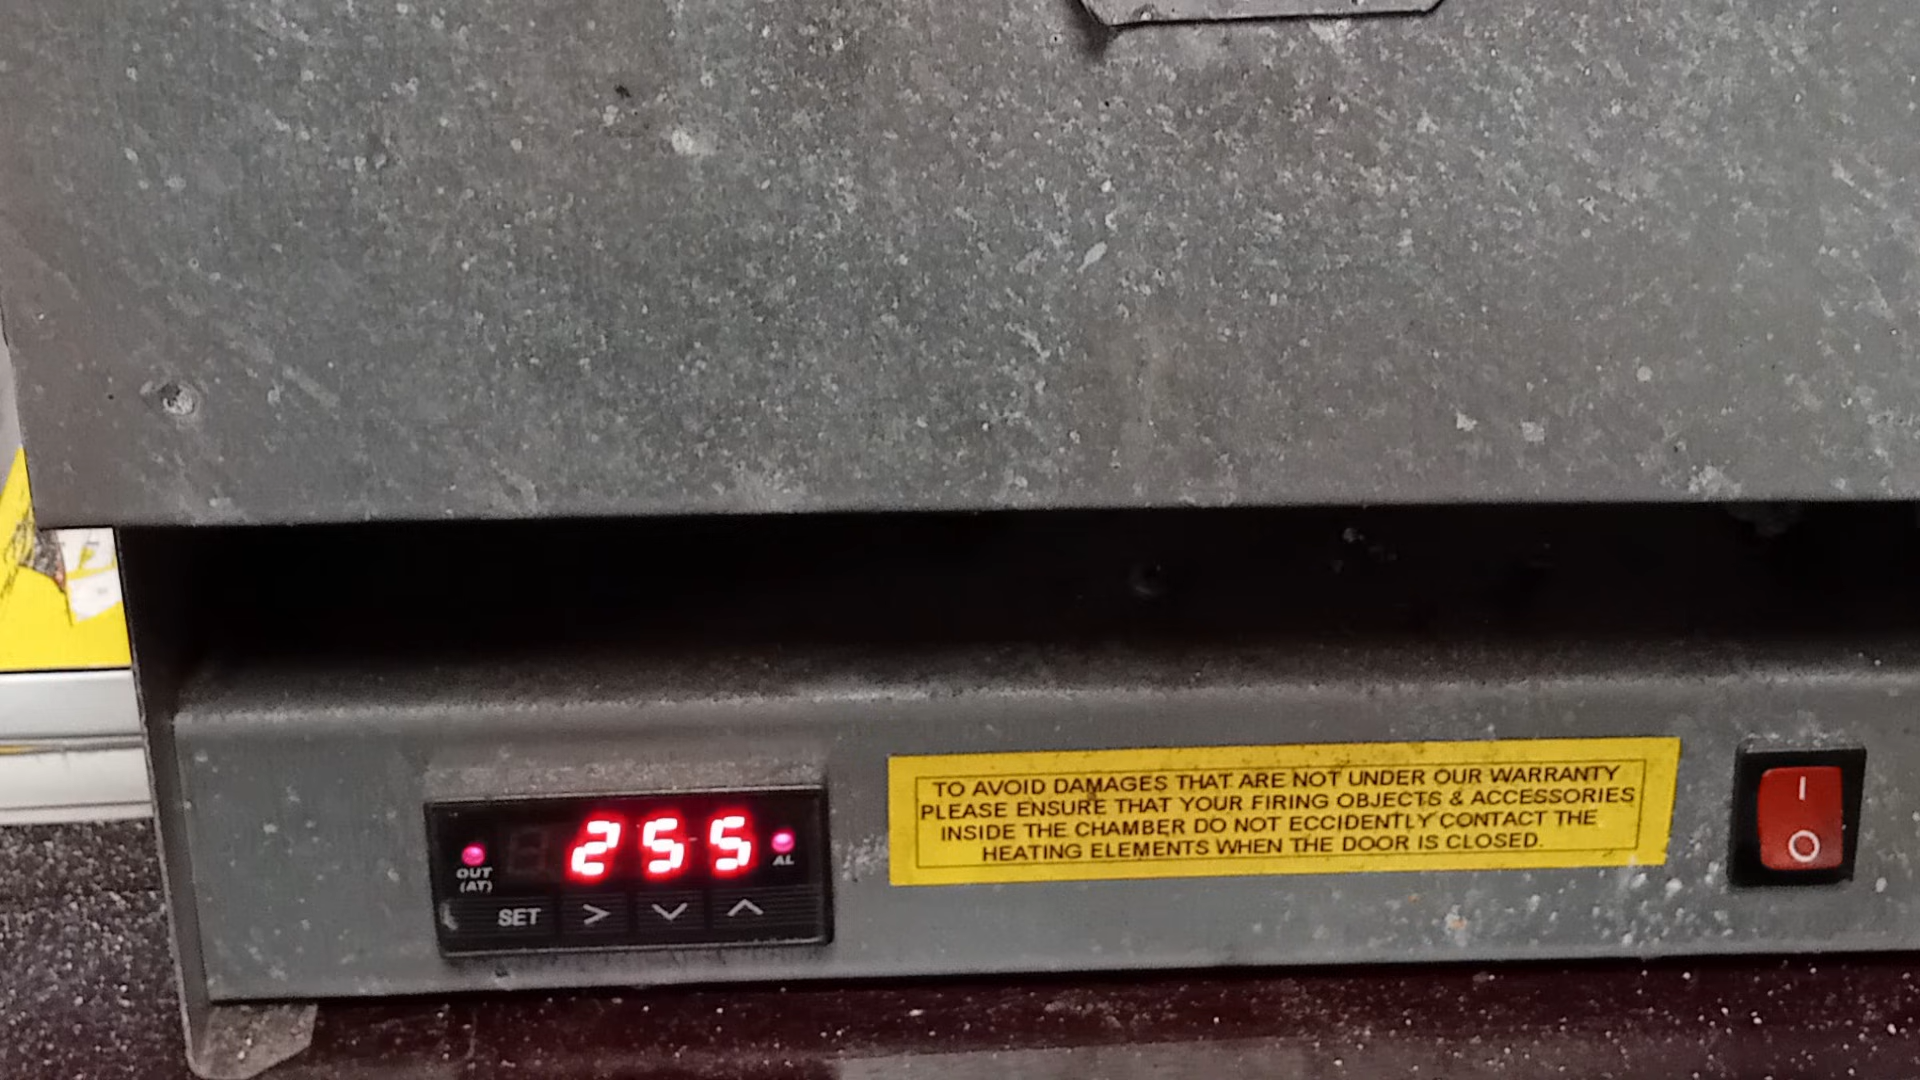 255
OUT
(AT)
AL
SET > ∨ ∧
TO AVOID DAMAGES THAT ARE NOT UNDER OUR WARRANTY
PLEASE ENSURE THAT YOUR FIRING OBJECTS & ACCESSORIES
INSIDE THE CHAMBER DO NOT ECCIDENTLY CONTACT THE
HEATING ELEMENTS WHEN THE DOOR IS CLOSED.
I
O